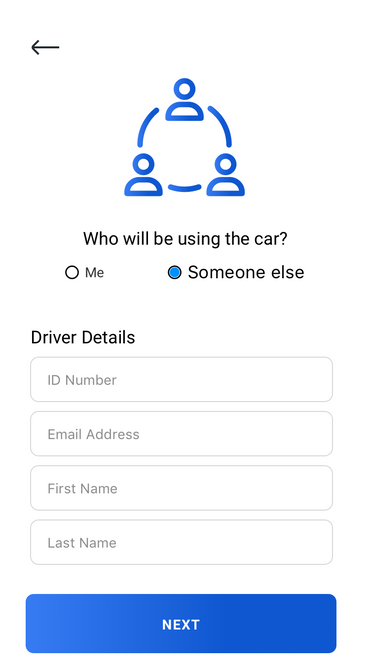 Who will be using the car?
Me
Someone else
Driver Details
ID Number
Email Address
First Name
Last Name
NEXT